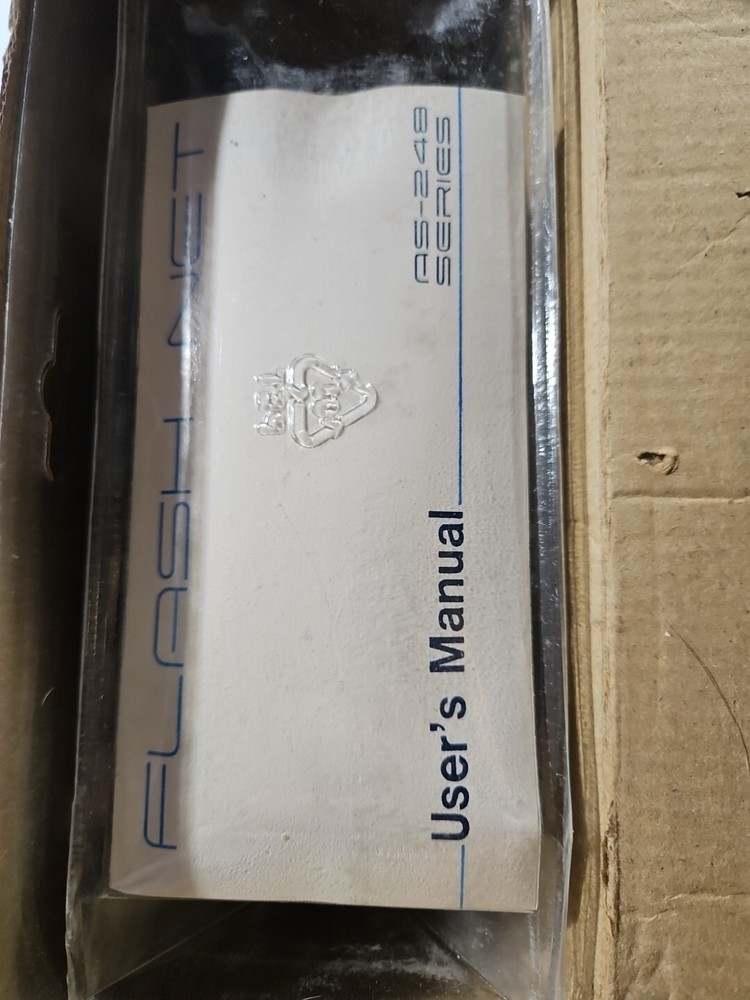 FLASH NET
AS-248
SERIES
User's Manual